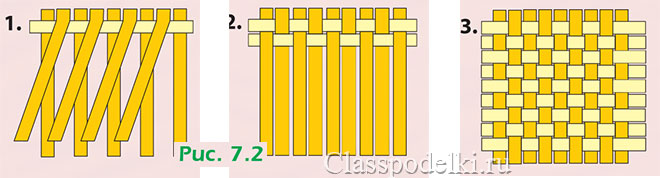 1.
2.
3.
Рис. 7.2
Classpodelki.ru